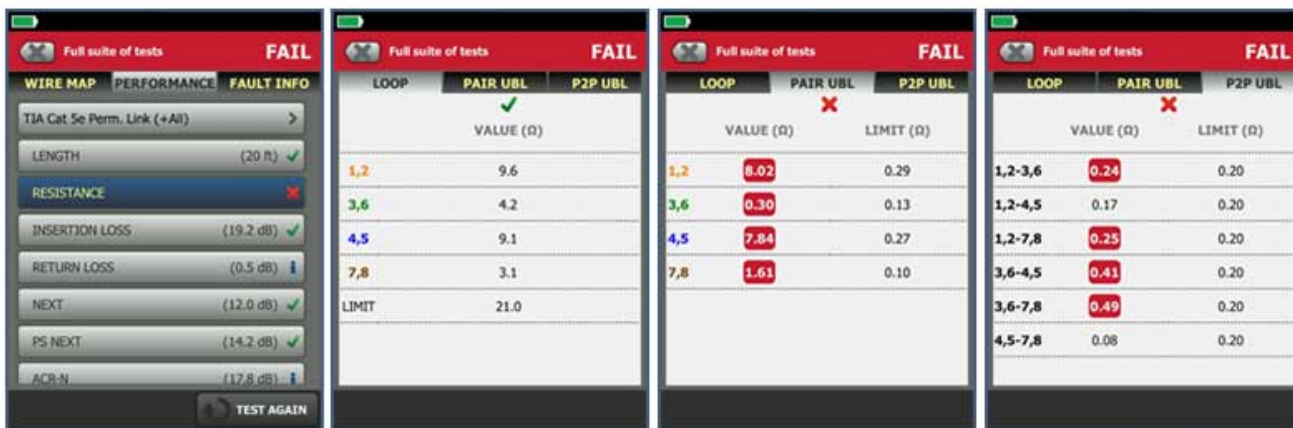 Full suite of tests FAIL
WIRE MAP PERFORMANCE FAULT INFO
TIA Cat 5e Perm. Link (+All)
LENGTH (20 ft)
RESISTANCE
INSERTION LOSS (19.2 dB)
RETURN LOSS (0.5 dB) i
NEXT (12.0 dB)
PS NEXT (14.2 dB)
ACR-N (17.8 dB) i
TEST AGAIN
Full suite of tests FAIL
LOOP PAIR UBL P2P UBL
VALUE (Ω)
1,2 9.6
3,6 4.2
4,5 9.1
7,8 3.1
LIMIT 21.0
Full suite of tests FAIL
LOOP PAIR UBL P2P UBL
VALUE (Ω) LIMIT (Ω)
1,2 8.02 0.29
3,6 0.30 0.13
4,5 7.84 0.27
7,8 1.61 0.10
Full suite of tests FAIL
LOOP PAIR UBL P2P UBL
VALUE (Ω) LIMIT (Ω)
1,2-3,6 0.24 0.20
1,2-4,5 0.17 0.20
1,2-7,8 0.25 0.20
3,6-4,5 0.41 0.20
3,6-7,8 0.49 0.20
4,5-7,8 0.08 0.20